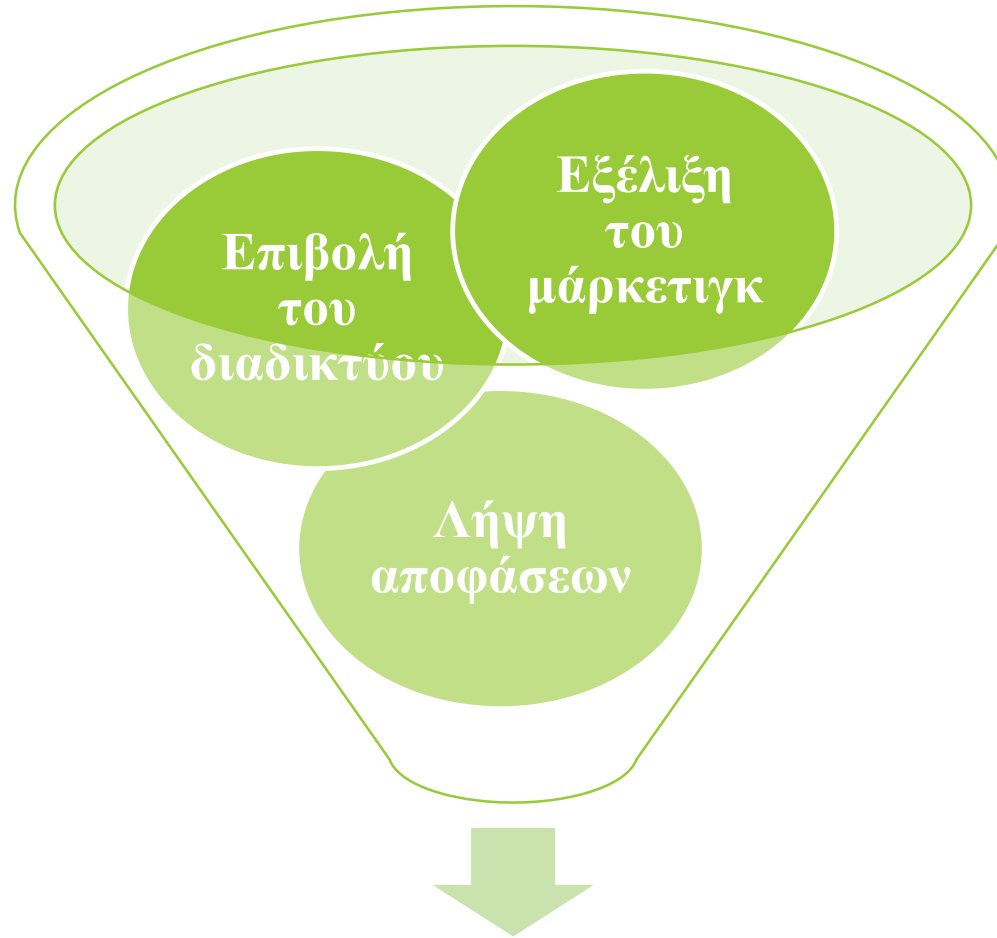 Εξέλιξη
του
μάρκετιγκ
Επιβολή
του
διαδικτύου
Λήψη
αποφάσεων